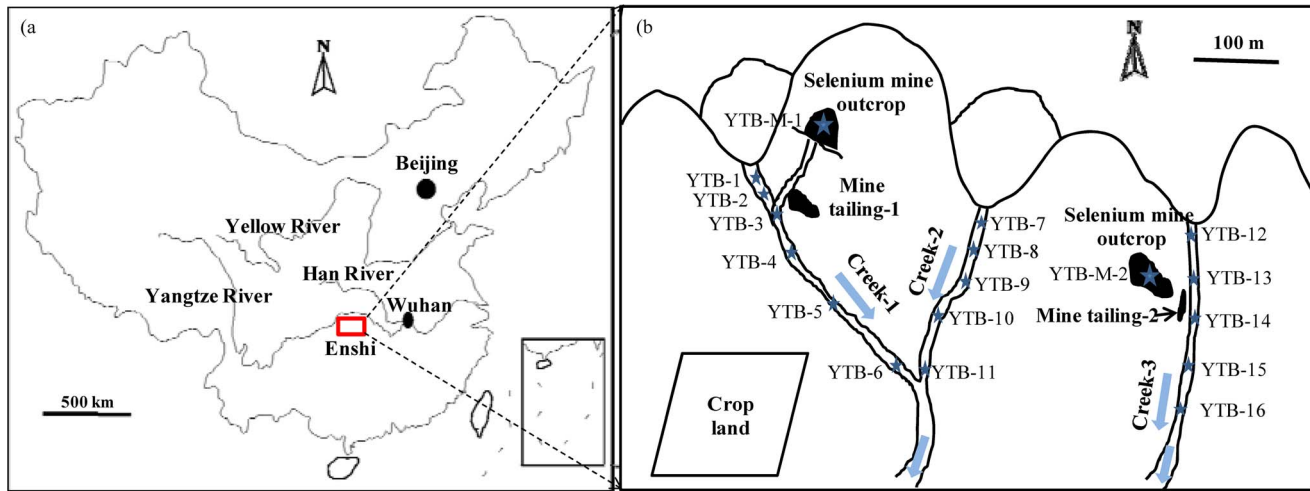 (a
N
Beijing
Yellow River
Han River
Yangtze River
Wuhan
Enshi
500 km
(b)
N
100 m
Selenium mine
outcrop
YTB-M-1
YTB-1
YTB-2
YTB-3
Mine
tailing-1
YTB-4
Creek-1
YTB-5
YTB-6
Creek-2
YTB-7
YTB-8
YTB-9
YTB-10
YTB-11
Selenium mine
outcrop
YTB-M-2
Mine tailing-2
YTB-12
YTB-13
YTB-14
YTB-15
YTB-16
Creek-3
Crop
land